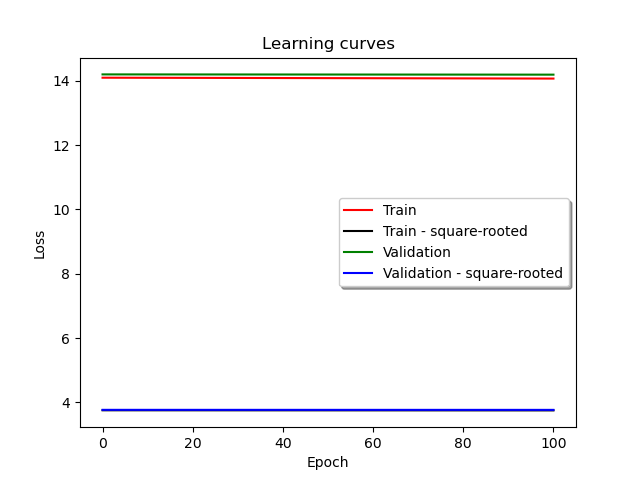 Learning curves
14
12
10
8
6
4
Loss
Train
Train - square-rooted
Validation
Validation - square-rooted
0 20 40 60 80 100
Epoch